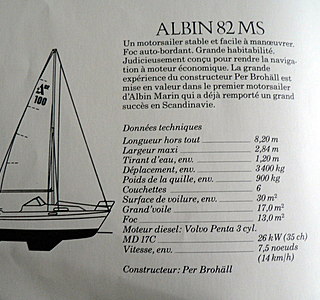 ALBIN 82 MS
Un motorsailer stable et facile à manœuvrer.
Foc auto-bordant. Grande habitabilité.
Judicieusement conçu pour rendre la naviga-
tion à moteur économique. La grande
expérience du constructeur Per Brohäll est
mise en valeur dans le premier motorsailer
d'Albin Marin qui a déjà remporté un grand
succès en Scandinavie.
100
Données techniques
Longueur hors tout 8,20 m
Largeur maxi 2,84 m
Tirant d'eau, env. 1,20 m
Déplacement, env. 3 400 kg
Poids de la quille, env. 900 kg
Couchettes 6
Surface de voilure, env. 30 m²
Grand'voile 17,0 m²
Foc 13,0 m²
Moteur diesel: Volvo Penta 3 cyl.
MD 17C 26 kW (35 ch)
Vitesse, env. 7,5 noeuds
(14 km/h)
Constructeur: Per Brohäll